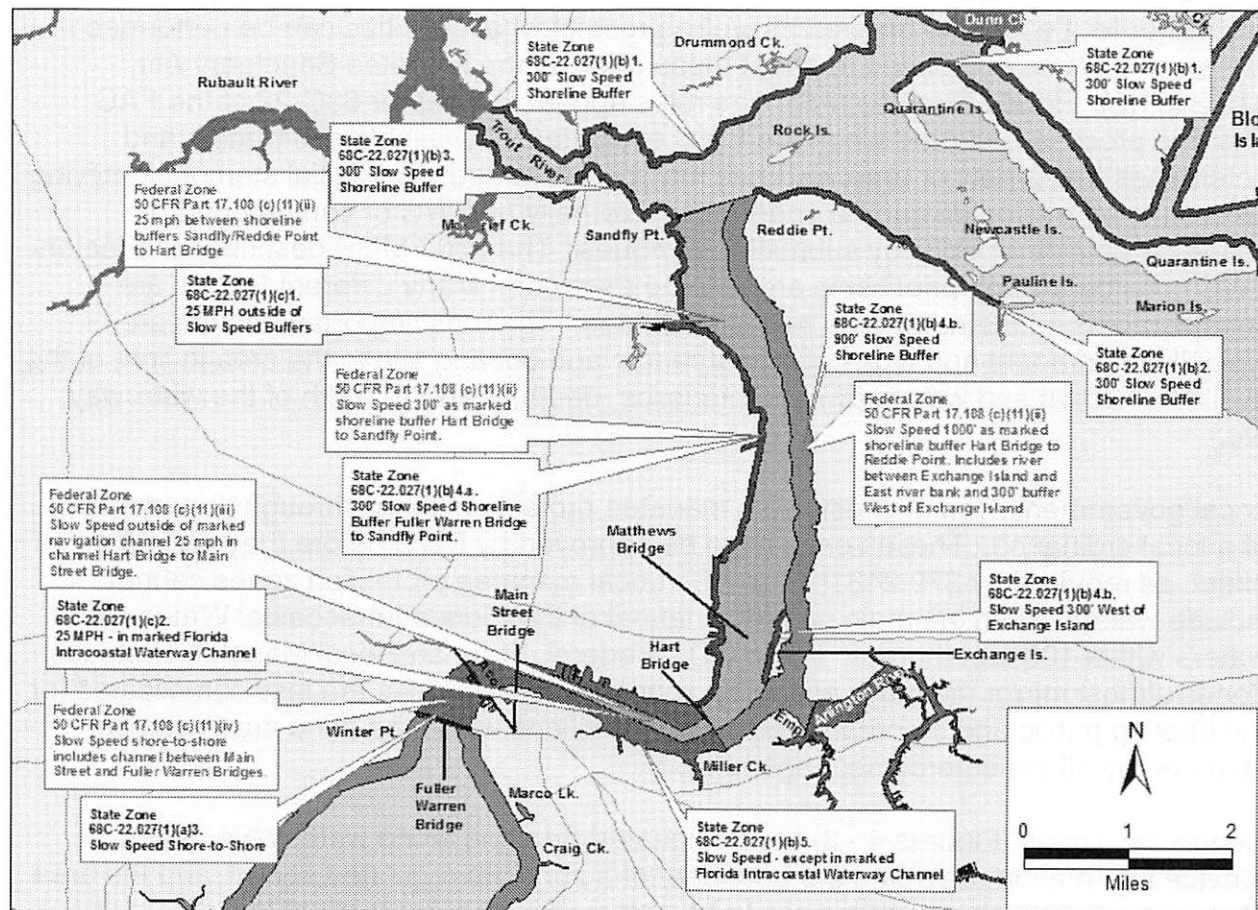 Dunn Cr
Drummond Ck.
State Zone
68C-22.027(1)(b)1.
300' Slow Speed
Shoreline Buffer
State Zone
68C-22.027(1)(b)1.
300' Slow Speed
Shoreline Buffer
Rubault River
Quarantine Is.
Rock Is.
State Zone
68C-22.027(1)(b)3.
300' Slow Speed
Shoreline Buffer
Trout River
Federal Zone
50 CFR Part 17.108 (c)(11)(ii)
25 mph between shoreline
buffers Sandfly/Reddie Point
to Hart Bridge
Sandfly Pt.
Reddie Pt.
Newcastle Is.
Quarantine Is.
Pauline Is.
Marion Is.
State Zone
68C-22.027(1)(c)1.
25 MPH outside of
Slow Speed Buffers
State Zone
68C-22.027(1)(b)4.b.
900' Slow Speed
Shoreline Buffer
State Zone
68C-22.027(1)(b)2.
300' Slow Speed
Shoreline Buffer
Federal Zone
50 CFR Part 17.108 (c)(11)(ii)
Slow Speed 300' as marked
shoreline buffer Hart Bridge
to Sandfly Point.
Federal Zone
50 CFR Part 17.108 (c)(11)(ii)
Slow Speed 1000' as marked
shoreline buffer Hart Bridge to
Reddie Point. Includes river
between Exchange Island and
East river bank and 300' buffer
West of Exchange Island
State Zone
68C-22.027(1)(b)4.a.
300' Slow Speed Shoreline
Buffer Fuller Warren Bridge
to Sandfly Point.
Federal Zone
50 CFR Part 17.108 (c)(11)(iii)
Slow Speed outside of marked
navigation channel 25 mph in
channel Hart Bridge to Main
Street Bridge.
Matthews
Bridge
State Zone
68C-22.027(1)(b)4.b.
Slow Speed 300' West of
Exchange Island
Main
Street
Bridge
Hart
Bridge
Exchange Is.
State Zone
68C-22.027(1)(c)2.
25 MPH - in marked Florida
Intracoastal Waterway Channel
Arlington River
Winter Pt.
Miller Ck.
Federal Zone
50 CFR Part 17.108 (c)(11)(iv)
Slow Speed shore-to-shore
includes channel between Main
Street and Fuller Warren Bridges.
Fuller
Warren
Bridge
Marco Lk.
Craig Ck.
State Zone
68C-22.027(1)(a)3.
Slow Speed Shore-to-Shore
State Zone
68C-22.027(1)(b)5.
Slow Speed - except in marked
Florida Intracoastal Waterway Channel
N
0 1 2
Miles